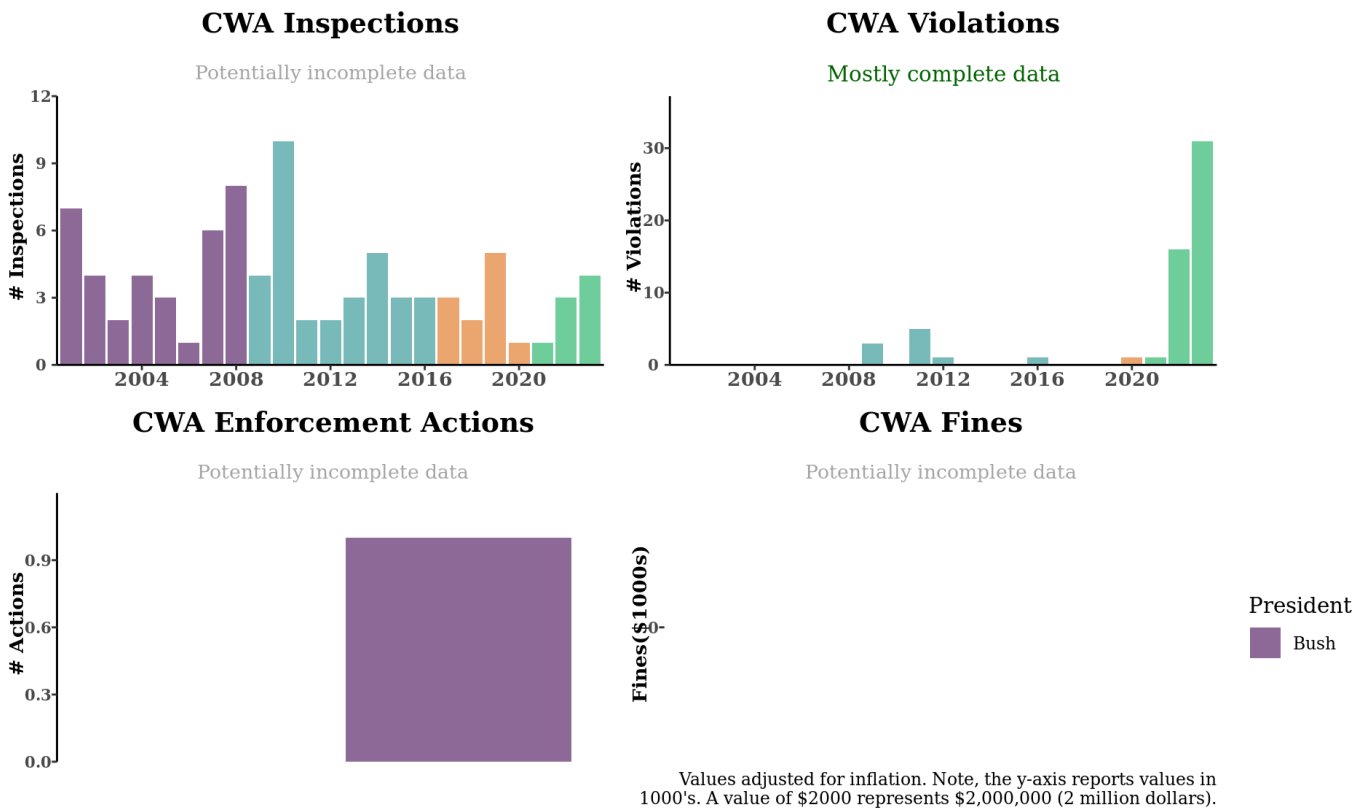 CWA Inspections
Potentially incomplete data
# Inspections
12
9
6
3
0
2004 2008 2012 2016 2020
CWA Violations
Mostly complete data
# Violations
30
20
10
0
2004 2008 2012 2016 2020
CWA Enforcement Actions
Potentially incomplete data
# Actions
0.9
0.6
0.3
0.0
CWA Fines
Potentially incomplete data
Fines($1000s)
0
President
Bush
Values adjusted for inflation. Note, the y-axis reports values in
1000's. A value of $2000 represents $2,000,000 (2 million dollars).